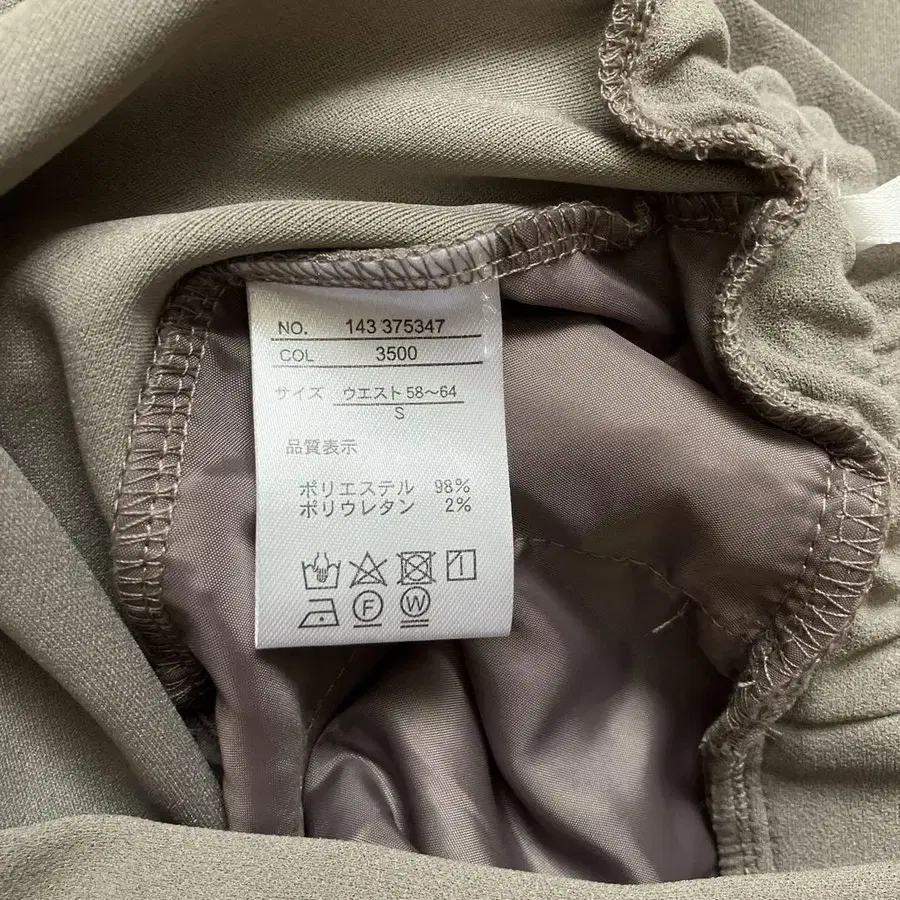 NO. 143 375347
COL 3500
サイズ ウエスト 58～64
S
品質表示
ポリエステル 98%
ポリウレタン 2%
F W